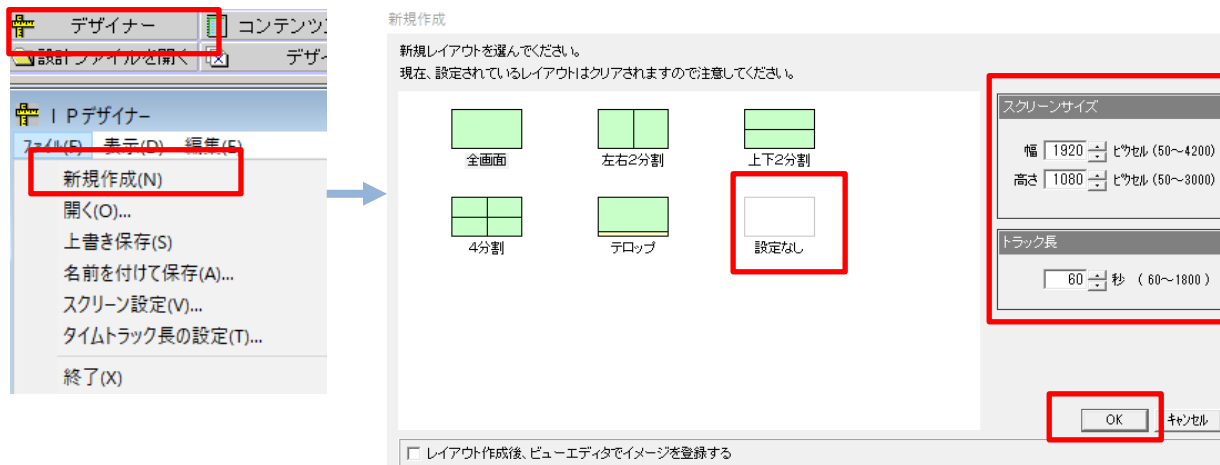 デザイナー
コンテンツ
設計ファイルを開く
デザイ
ＩＰデザイナー
ファイル(F) 表示(D) 編集(E)
新規作成(N)
開く(O)...
上書き保存(S)
名前を付けて保存(A)...
スクリーン設定(V)...
タイムトラック長の設定(T)...
終了(X)
新規作成
新規レイアウトを選んでください。
現在、設定されているレイアウトはクリアされますので注意してください。
全画面
左右2分割
上下2分割
4分割
テロップ
設定なし
スクリーンサイズ
幅 1920 ピクセル (50～4200)
高さ 1080 ピクセル (50～3000)
トラック長
60 秒 ( 60～1800 )
OK
キャンセル
レイアウト作成後、ビューエディタでイメージを登録する